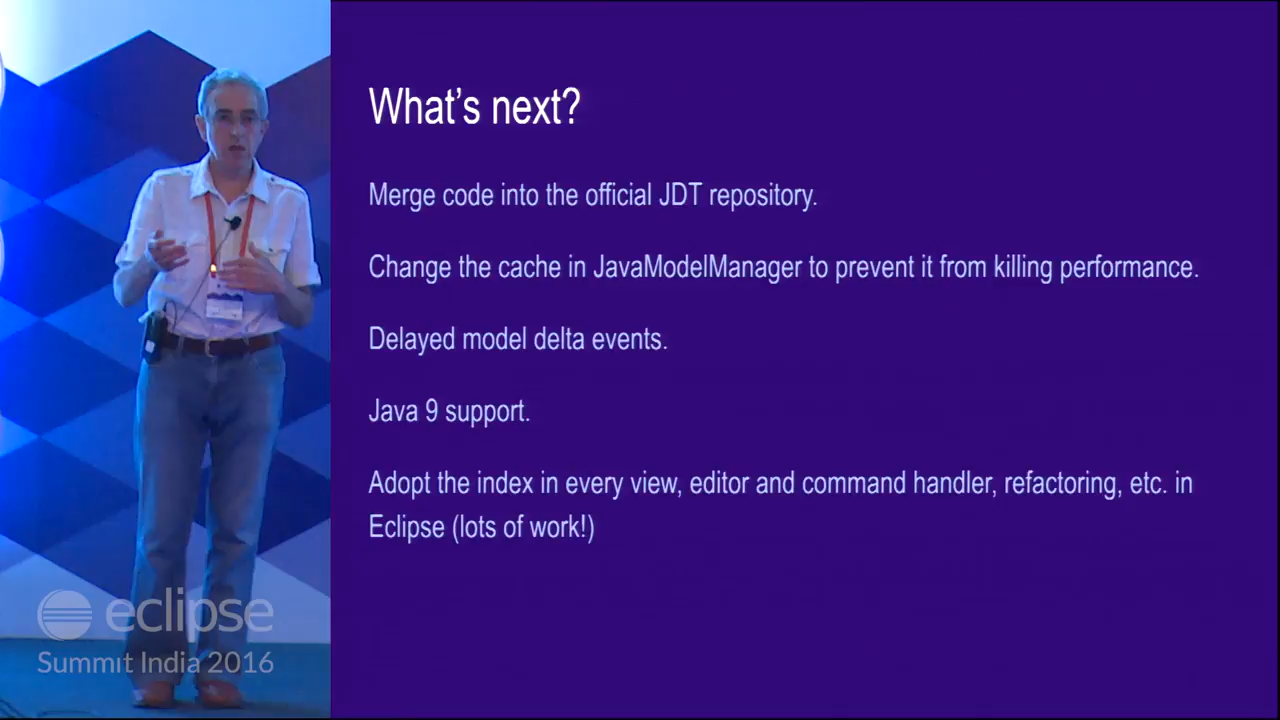 What's next?
Merge code into the official JDT repository.
Change the cache in JavaModelManager to prevent it from killing performance.
Delayed model delta events.
Java 9 support.
Adopt the index in every view, editor and command handler, refactoring, etc. in
Eclipse (lots of work!)
eclipse
Summit India 2016